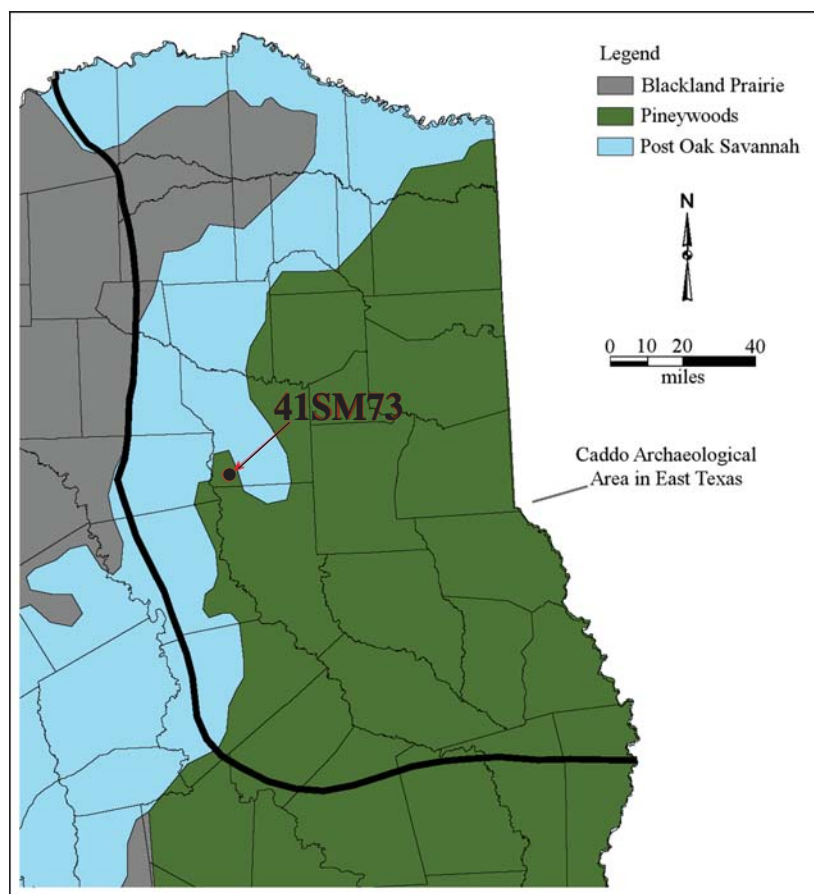 Legend
Blackland Prairie
Pineywoods
Post Oak Savannah
N
0 10 20 40
miles
41SM73
Caddo Archaeological
Area in East Texas